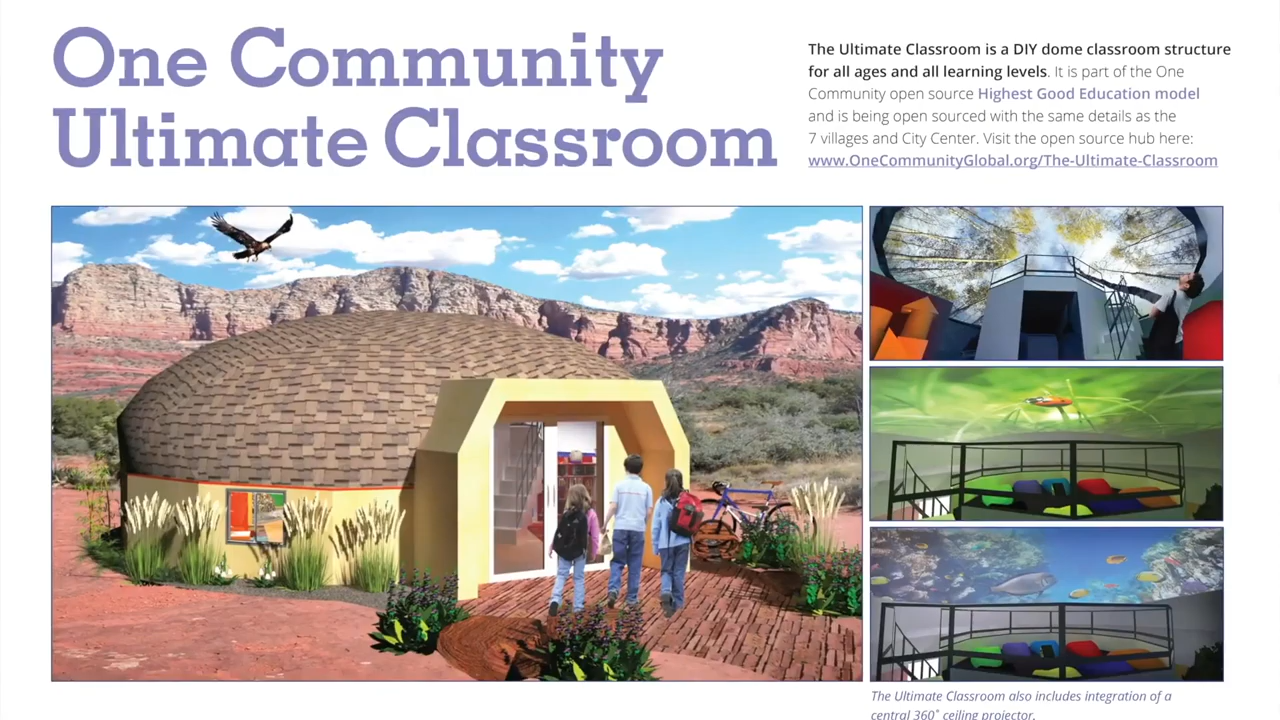 One Community
Ultimate Classroom
The Ultimate Classroom is a DIY dome classroom structure
for all ages and all learning levels. It is part of the One
Community open source Highest Good Education model
and is being open sourced with the same details as the
7 villages and City Center. Visit the open source hub here:
www.OneCommunityGlobal.org/The-Ultimate-Classroom
The Ultimate Classroom also includes integration of a
central 360˚ ceiling projector.